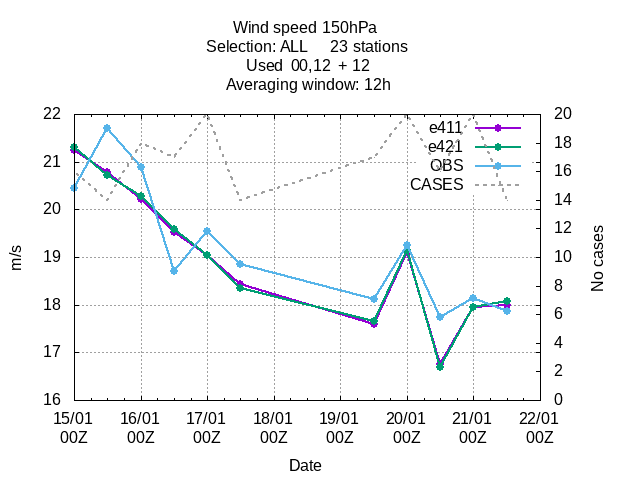 Wind speed 150hPa
Selection: ALL 23 stations
Used 00,12 + 12
Averaging window: 12h
22 20
e411 18
21 e421 16
OBS
CASES 14
20 12
m/s 19 10 No cases
8
18 6
17 4
2
16 0
15/01 16/01 17/01 18/01 19/01 20/01 21/01 22/01
00Z 00Z 00Z 00Z 00Z 00Z 00Z 00Z
Date